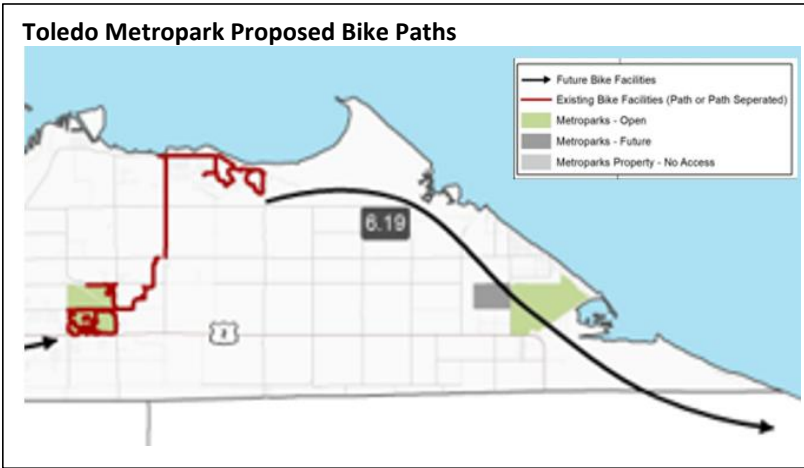 Toledo Metropark Proposed Bike Paths
Future Bike Facilities
Existing Bike Facilities (Path or Path Seperated)
Metroparks - Open
Metroparks - Future
Metroparks Property - No Access
6.19
2